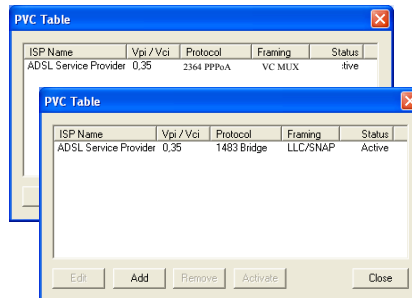 PVC Table
ISP Name Vpi / Vci Protocol Framing Status
ADSL Service Provider 0,35 2364 PPPoA VC MUX :tive
PVC Table
ISP Name Vpi / Vci Protocol Framing Status
ADSL Service Provider 0,35 1483 Bridge LLC/SNAP Active
Edit Add Remove Activate Close